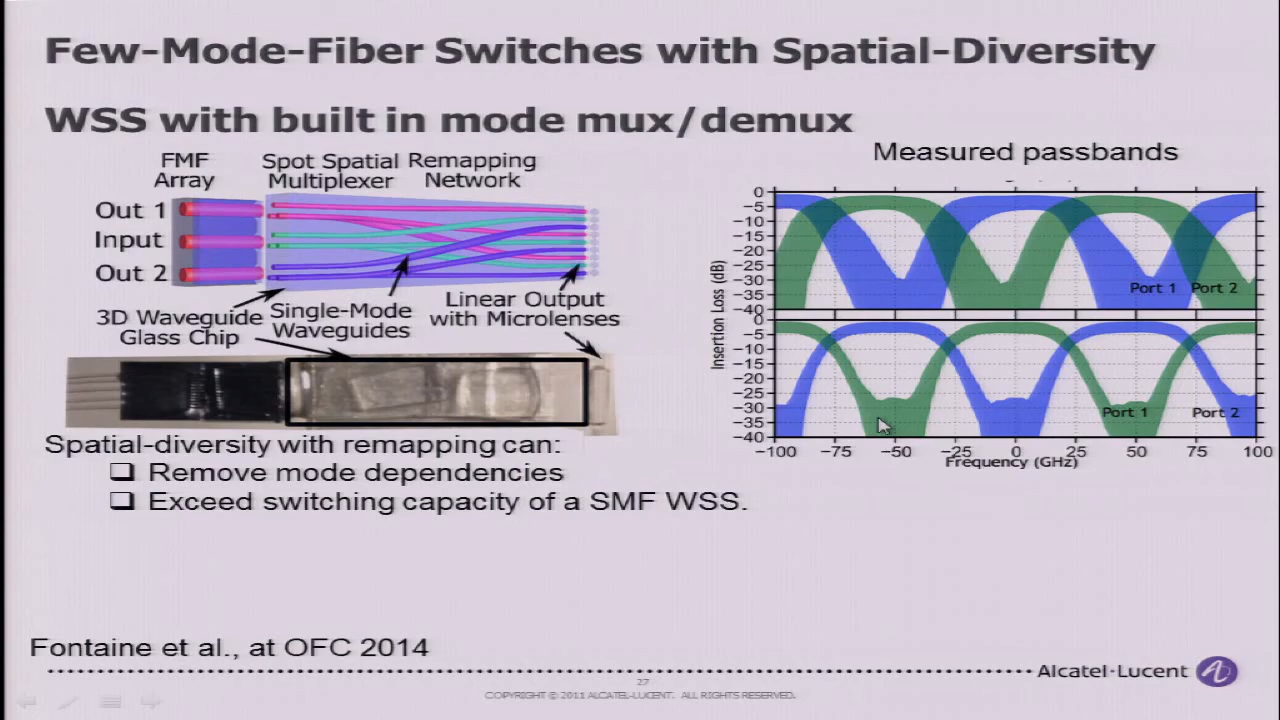 Few-Mode-Fiber Switches with Spatial-Diversity
WSS with built in mode mux/demux
FMF Array
Spot Spatial Multiplexer
Remapping Network
Out 1
Input
Out 2
3D Waveguide Glass Chip
Single-Mode Waveguides
Linear Output with Microlenses
Measured passbands
Insertion Loss (dB)
0
−5
−10
−15
−20
−25
−30
−35
−40
Port 1 Port 2
0
−5
−10
−15
−20
−25
−30
−35
−40
Port 1 Port 2
−100 −75 −50 −25 0 25 50 75 100
Frequency (GHz)
Spatial-diversity with remapping can:
❑ Remove mode dependencies
❑ Exceed switching capacity of a SMF WSS.
Fontaine et al., at OFC 2014
Alcatel·Lucent
27
COPYRIGHT © 2011 ALCATEL-LUCENT. ALL RIGHTS RESERVED.